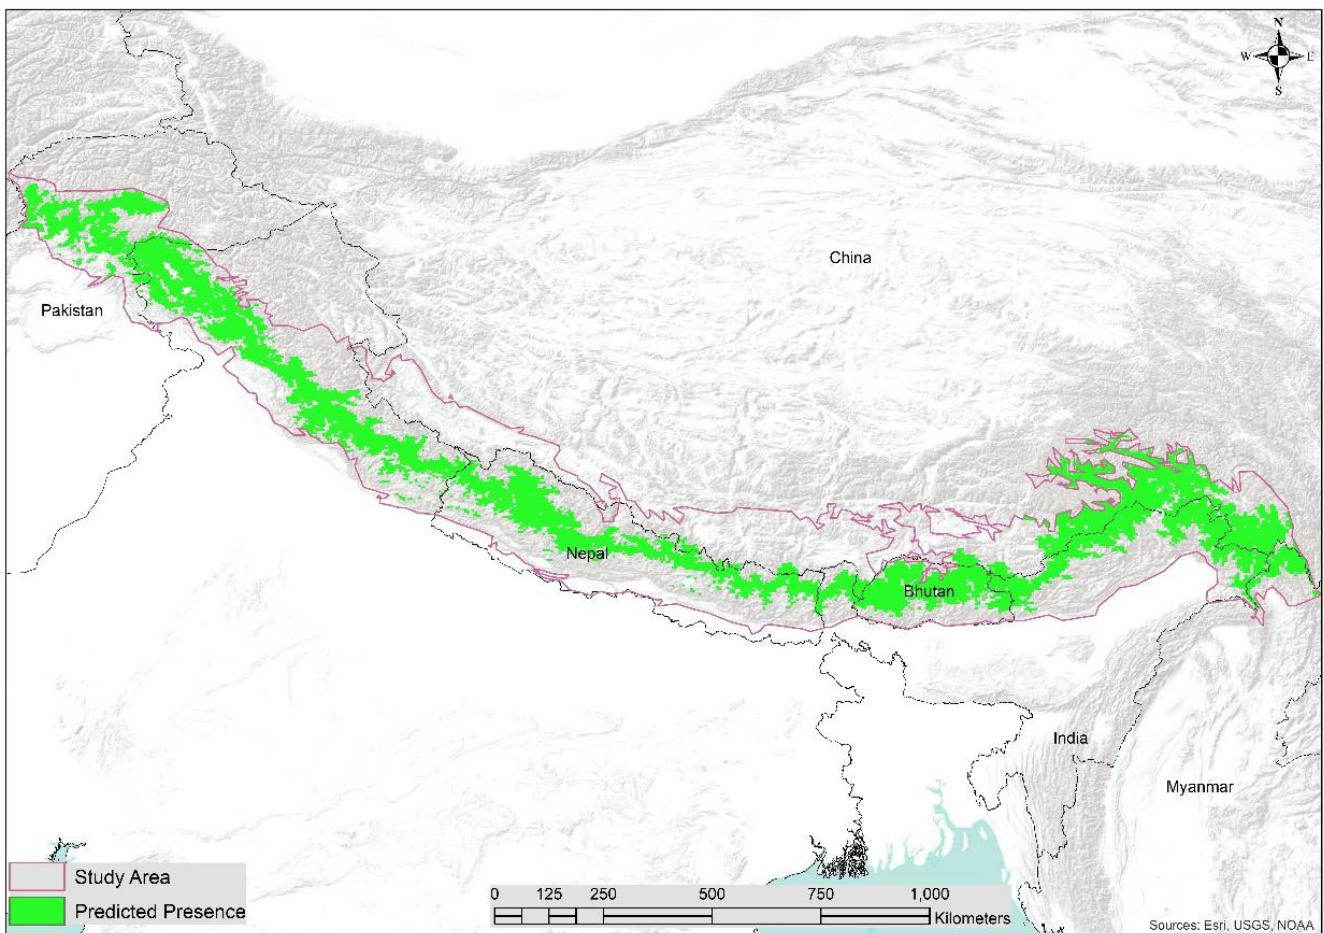 N
W E
S
China
Pakistan
Nepal
Bhutan
India
Myanmar
Study Area
Predicted Presence
0 125 250 500 750 1,000
Kilometers
Sources: Esri, USGS, NOAA